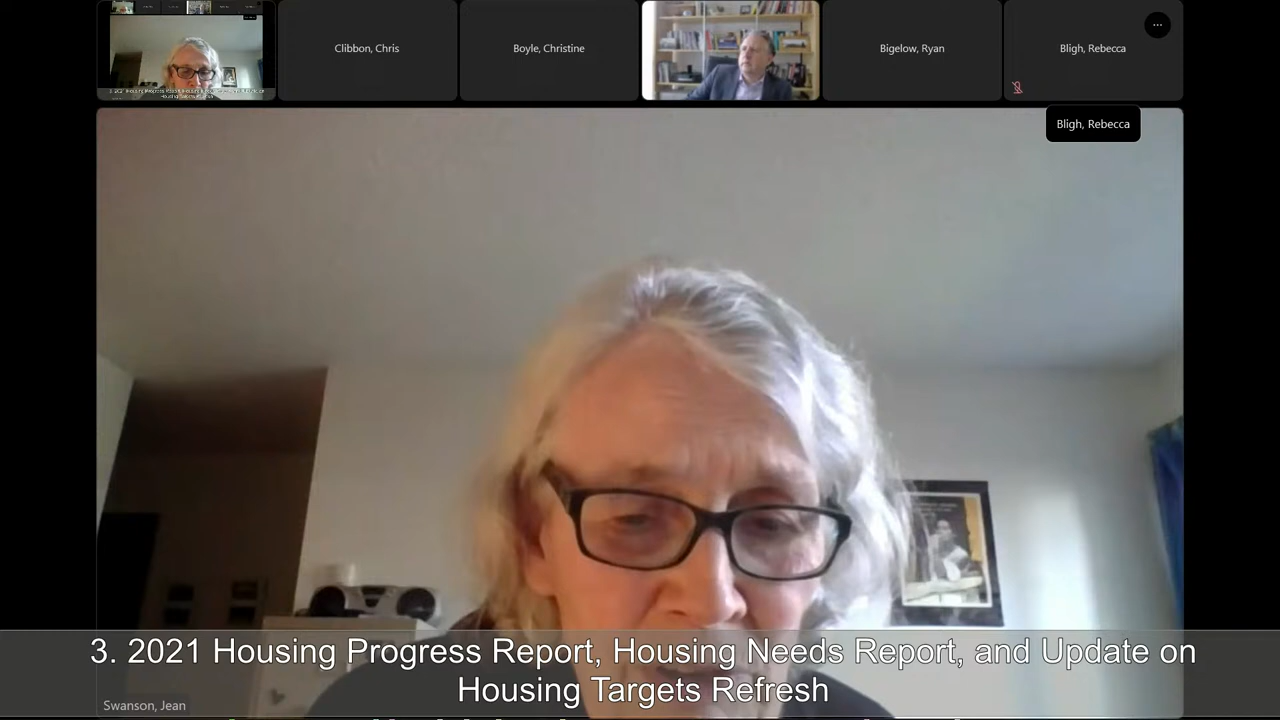 Clibbon, Chris
Boyle, Christine
Bigelow, Ryan
Bligh, Rebecca
Bligh, Rebecca
3. 2021 Housing Progress Report, Housing Needs Report, and Update on
Housing Targets Refresh
Swanson, Jean